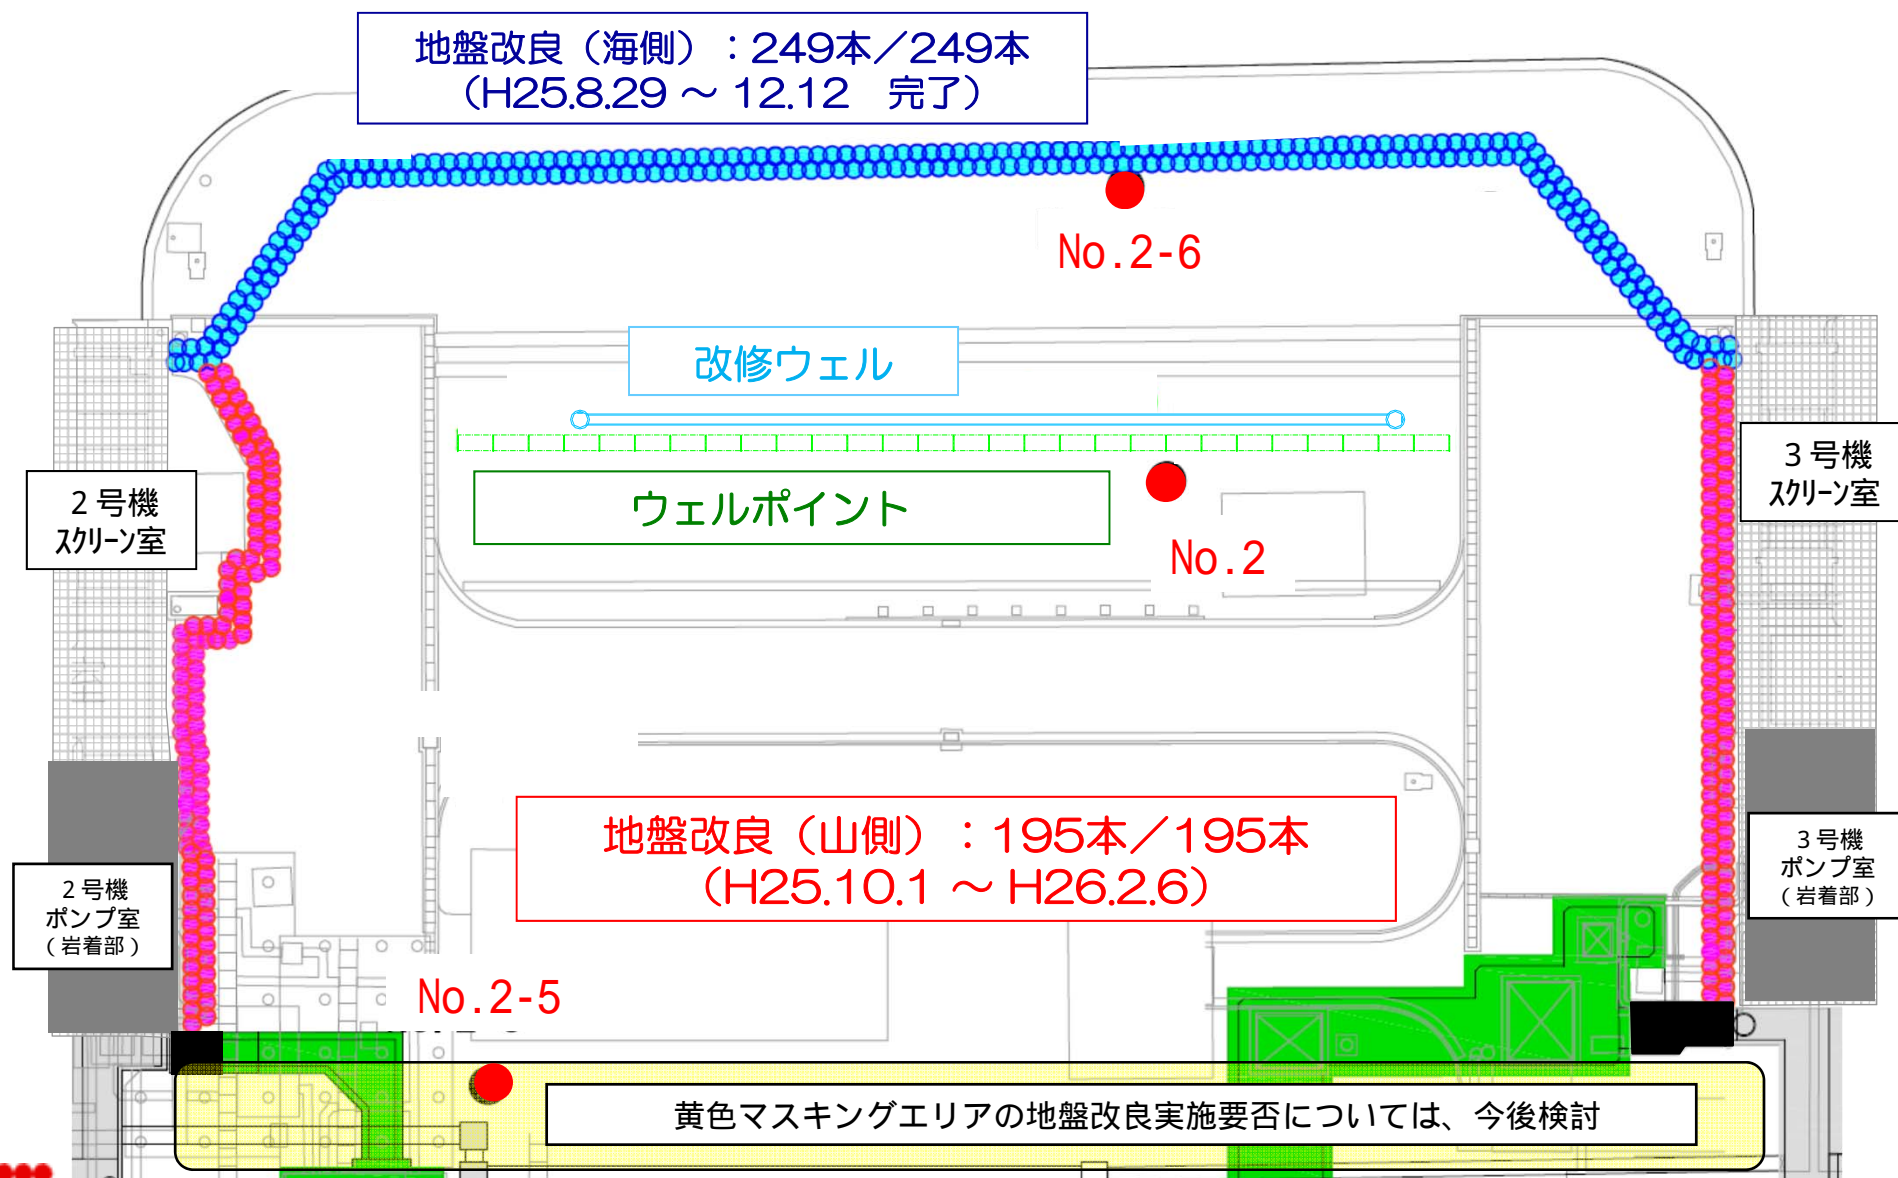 地盤改良（海側）：249本／249本
（H25.8.29 ～ 12.12　完了）
No.2-6
改修ウェル
２号機
ｽｸﾘｰﾝ室
３号機
ｽｸﾘｰﾝ室
ウェルポイント
No.2
地盤改良（山側）：195本／195本
（H25.10.1 ～ H26.2.6）
２号機
ポンプ室
（岩着部）
３号機
ポンプ室
（岩着部）
No.2-5
黄色マスキングエリアの地盤改良実施要否については、今後検討